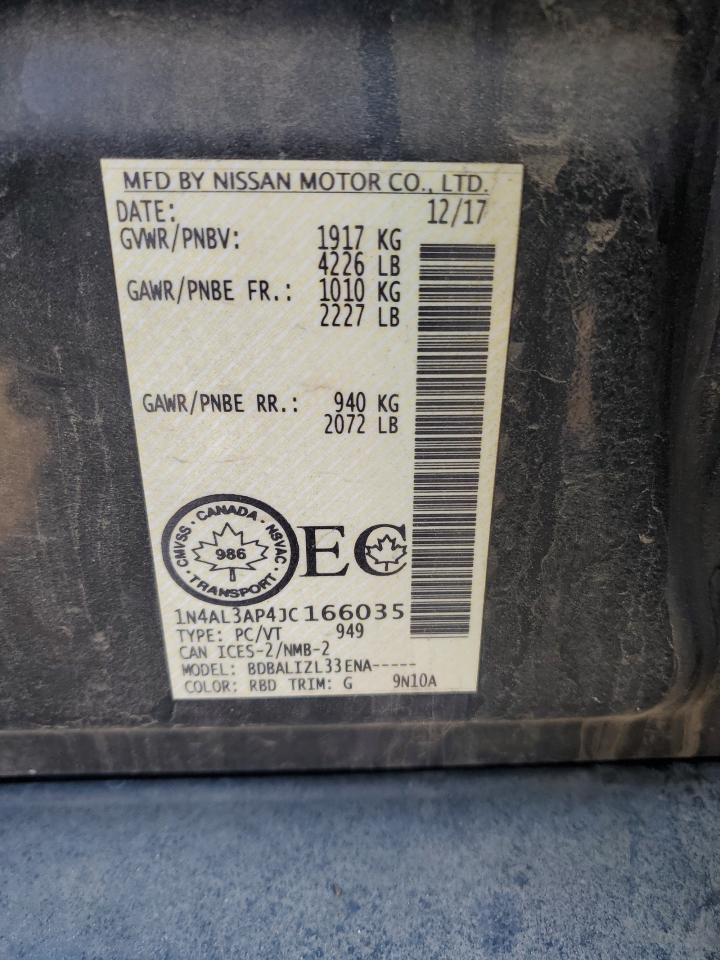 MFD BY NISSAN MOTOR CO., LTD.
DATE: 12/17
GVWR/PNBV: 1917 KG
4226 LB
GAWR/PNBE FR.: 1010 KG
2227 LB
GAWR/PNBE RR.: 940 KG
2072 LB
CMVSS · CANADA · NSVAC
986
· TRANSPORT ·
EC
1N4AL3AP4JC166035
TYPE: PC/VT 949
CAN ICES-2/NMB-2
MODEL: BDBALIZL33ENA-----
COLOR: RBD TRIM: G 9N10A